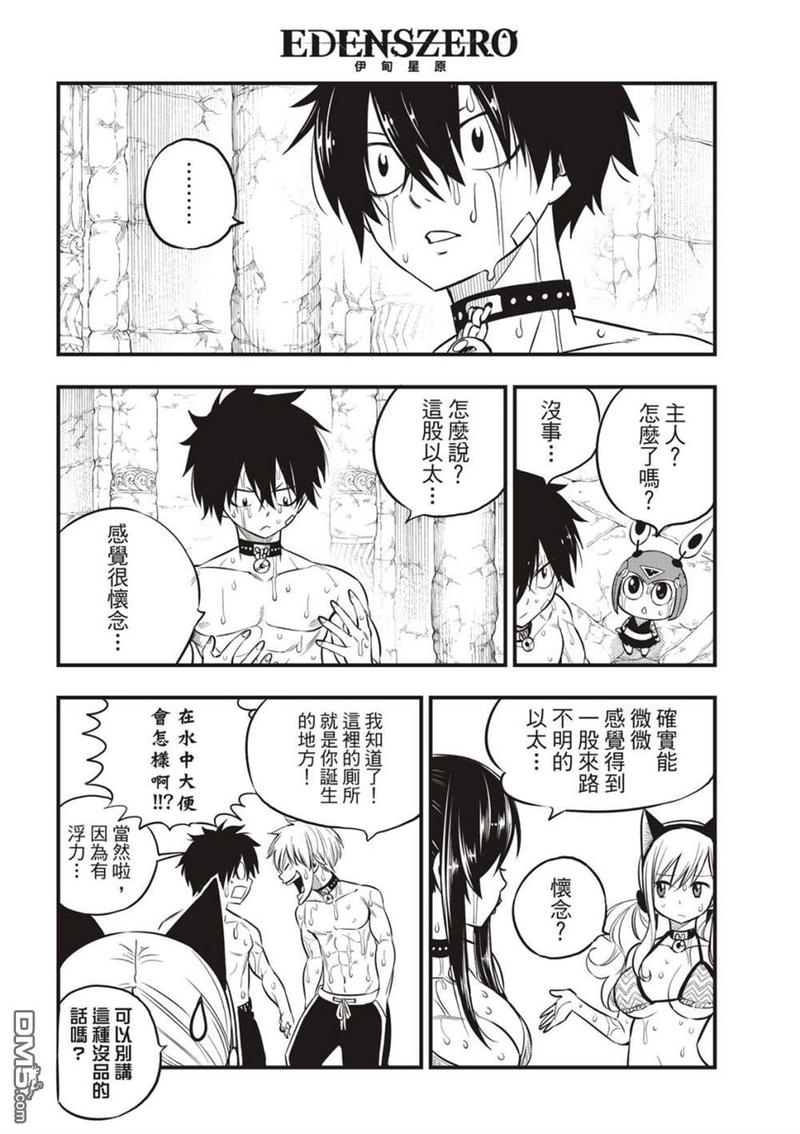 EDENSZERO
伊甸星原
⋯⋯
主人？
怎麼了嗎？
沒事⋯
怎麼說？
這股以太⋯
感覺很懷念⋯
確實能
微微
感覺得到
一股來路
不明的
以太⋯
懷念？
我知道了！
這裡的廁所
就是你誕生
的地方！
在水中大便
會怎樣啊!!?
當然啦，
因為有
浮力⋯
可以別講
這種沒品的
話嗎？
DM5.com